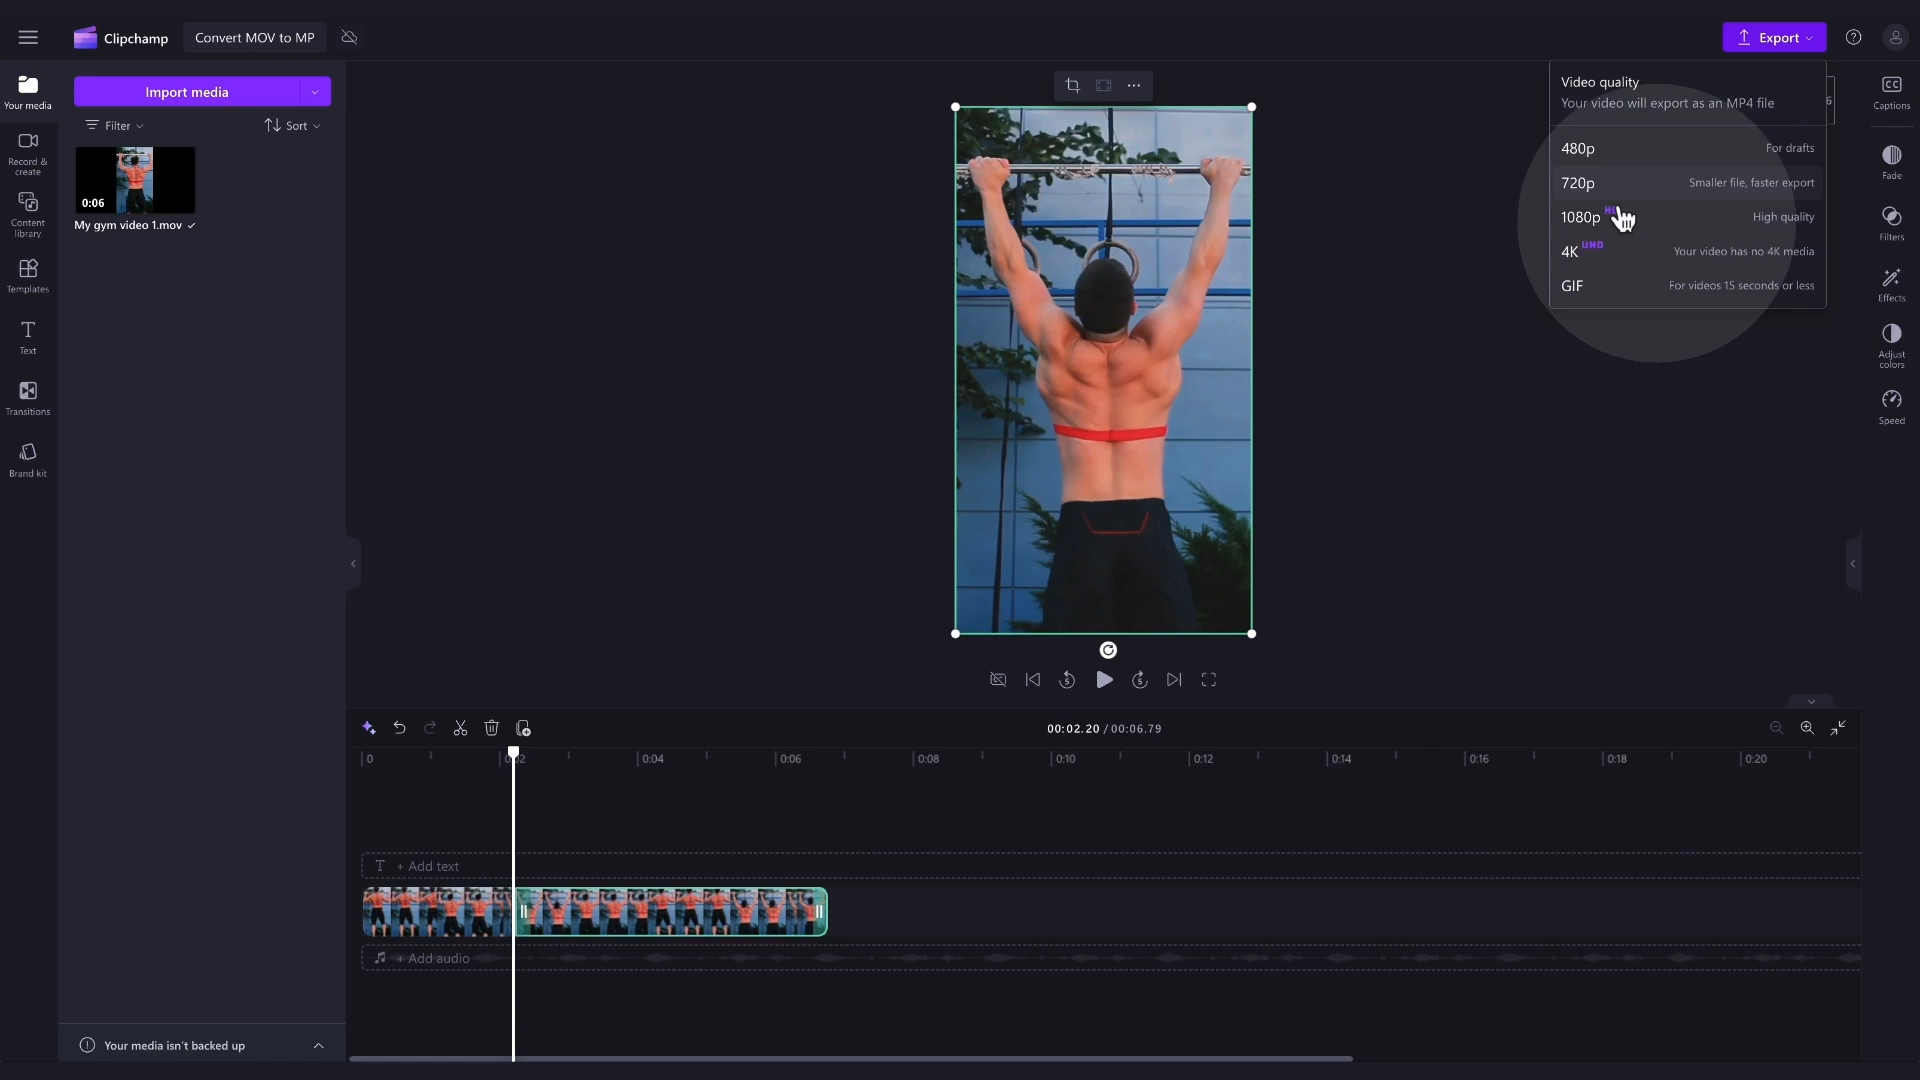 Clipchamp
Convert MOV to MP
Export
Your media
Import media
Filter
Sort
0:06
My gym video 1.mov
Record &
create
Content
library
Templates
Text
Transitions
Brand kit
Video quality
Your video will export as an MP4 file
480p
For drafts
720p
Smaller file, faster export
1080p
High quality
4K UHD
Your video has no 4K media
GIF
For videos 15 seconds or less
Captions
Fade
Filters
Effects
Adjust
colors
Speed
00:02.20 / 00:06.79
0
0:04
0:06
0:08
0:10
0:12
0:14
0:16
0:18
0:20
T + Add text
+ Add audio
Your media isn't backed up